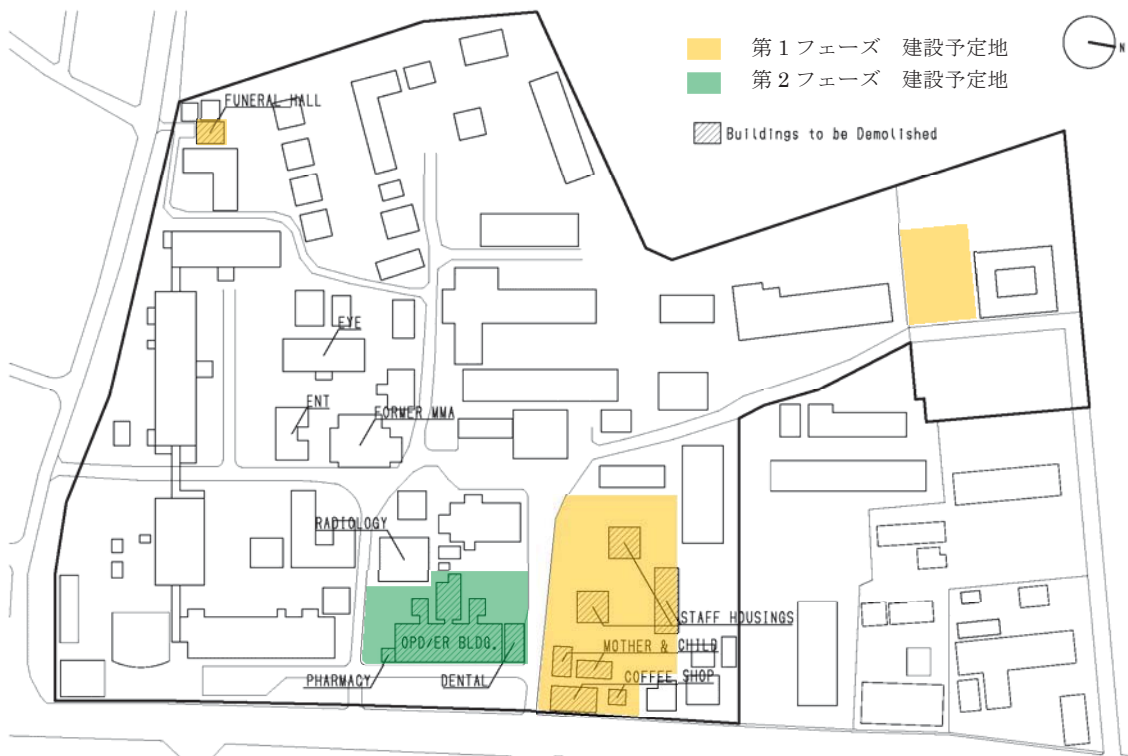 第1フェーズ 建設予定地
第2フェーズ 建設予定地
Buildings to be Demolished
N
FUNERAL HALL
EYE
ENT
FORMER MMA
RADIOLOGY
OPD/ER BLDG.
PHARMACY
DENTAL
STAFF HOUSINGS
MOTHER & CHILD
COFFEE SHOP